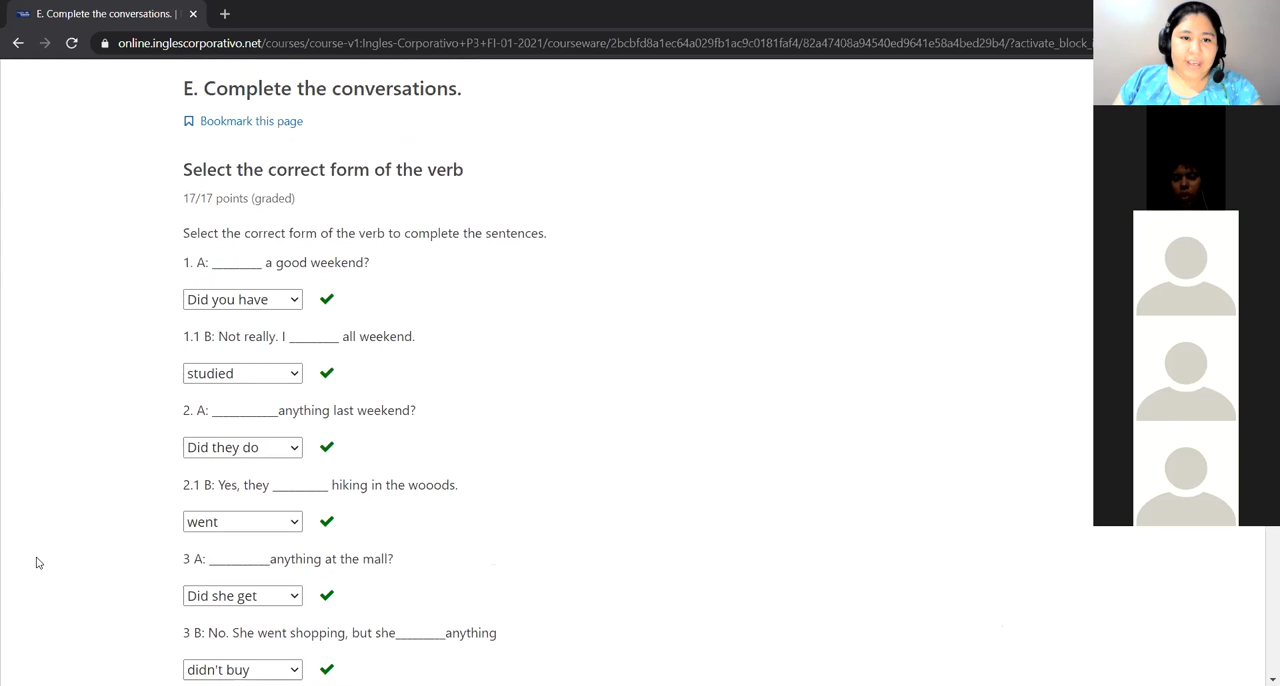 E. Complete the conversations. |
online.inglescorporativo.net/courses/course-v1:Ingles-Corporativo+P3+FI-01-2021/courseware/2bcbfd8a1ec64a029fb1ac9c0181faf4/82a47408a94540ed9641e58a4bed29b4/?activate_block_i
E. Complete the conversations.
Bookmark this page
Select the correct form of the verb
17/17 points (graded)
Select the correct form of the verb to complete the sentences.
1. A: _______ a good weekend?
Did you have
1.1 B: Not really. I _______ all weekend.
studied
2. A: __________anything last weekend?
Did they do
2.1 B: Yes, they ________ hiking in the wooods.
went
3 A: _________anything at the mall?
Did she get
3 B: No. She went shopping, but she_______anything
didn't buy